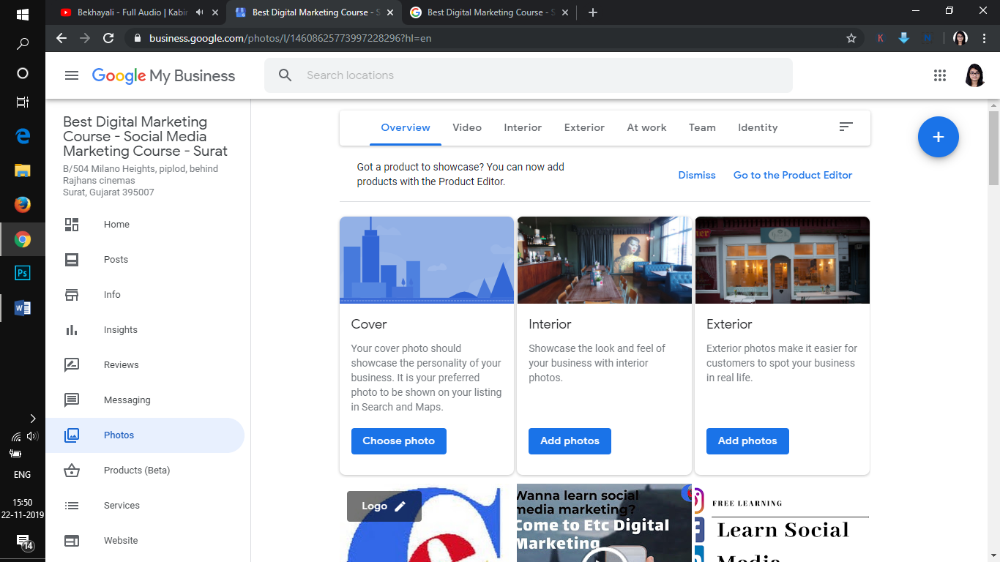 Bekhayali - Full Audio | Kabir
Best Digital Marketing Course - S
Best Digital Marketing Course - S
business.google.com/photos/l/14608625773997228296?hl=en
K
N
Google My Business
Search locations
Best Digital Marketing
Course - Social Media
Marketing Course - Surat
B/504 Milano Heights, piplod, behind
Rajhans cinemas
Surat, Gujarat 395007
Home
Posts
Info
Insights
Reviews
Messaging
Photos
Products (Beta)
Services
Website
Overview
Video
Interior
Exterior
At work
Team
Identity
Got a product to showcase? You can now add
products with the Product Editor.
Dismiss
Go to the Product Editor
Cover
Your cover photo should
showcase the personality of your
business. It is your preferred
photo to be shown on your listing
in Search and Maps.
Choose photo
Interior
Showcase the look and feel of
your business with interior
photos.
Add photos
Exterior
Exterior photos make it easier for
customers to spot your business
in real life.
Add photos
Logo
Wanna learn social
media marketing?
Come to Etc Digital
Marketing
FREE LEARNING
Learn Social
Media
Ps
W
ENG
15:50
22-11-2019
14